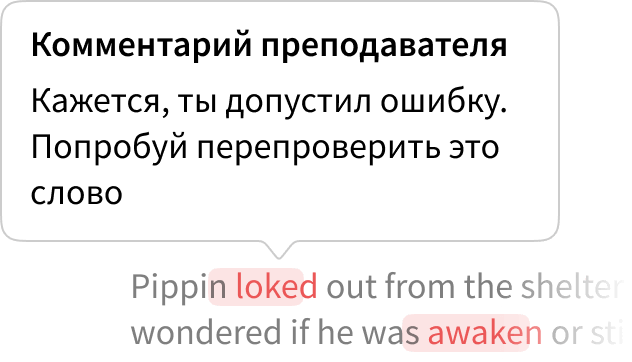 Комментарий преподавателя
Кажется, ты допустил ошибку.
Попробуй перепроверить это
слово
Pippin loked out from the shelter
wondered if he was awaken or sti